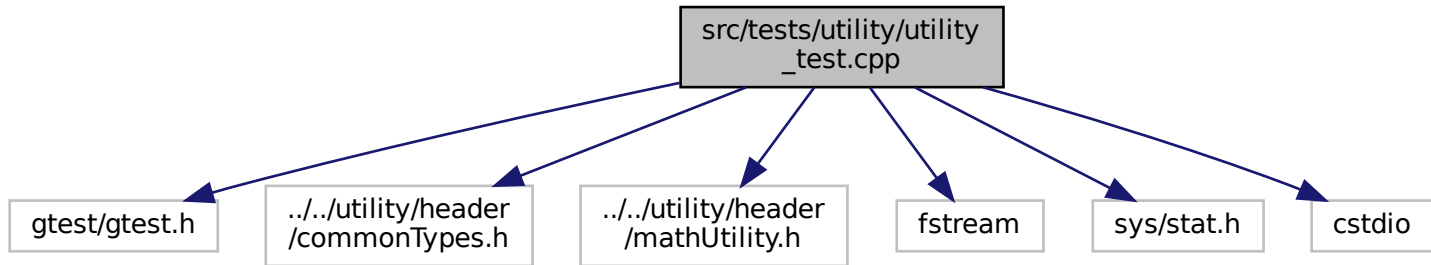 src/tests/utility/utility
_test.cpp
gtest/gtest.h
../../utility/header
/commonTypes.h
../../utility/header
/mathUtility.h
fstream
sys/stat.h
cstdio